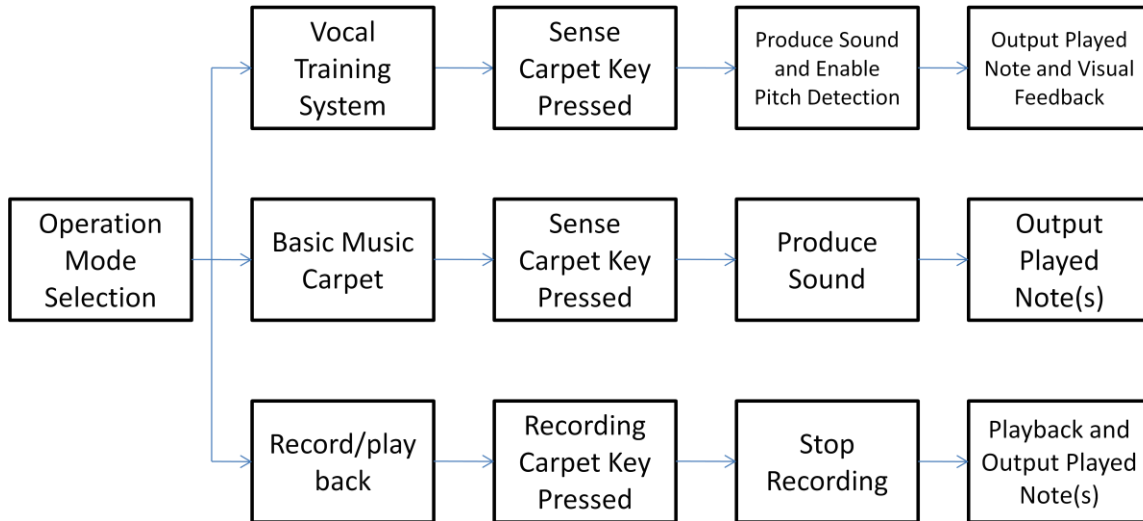 Vocal
Training
System
Sense
Carpet Key
Pressed
Produce Sound
and Enable
Pitch Detection
Output Played
Note and Visual
Feedback
Operation
Mode
Selection
Basic Music
Carpet
Sense
Carpet Key
Pressed
Produce
Sound
Output
Played
Note(s)
Record/play
back
Recording
Carpet Key
Pressed
Stop
Recording
Playback and
Output Played
Note(s)